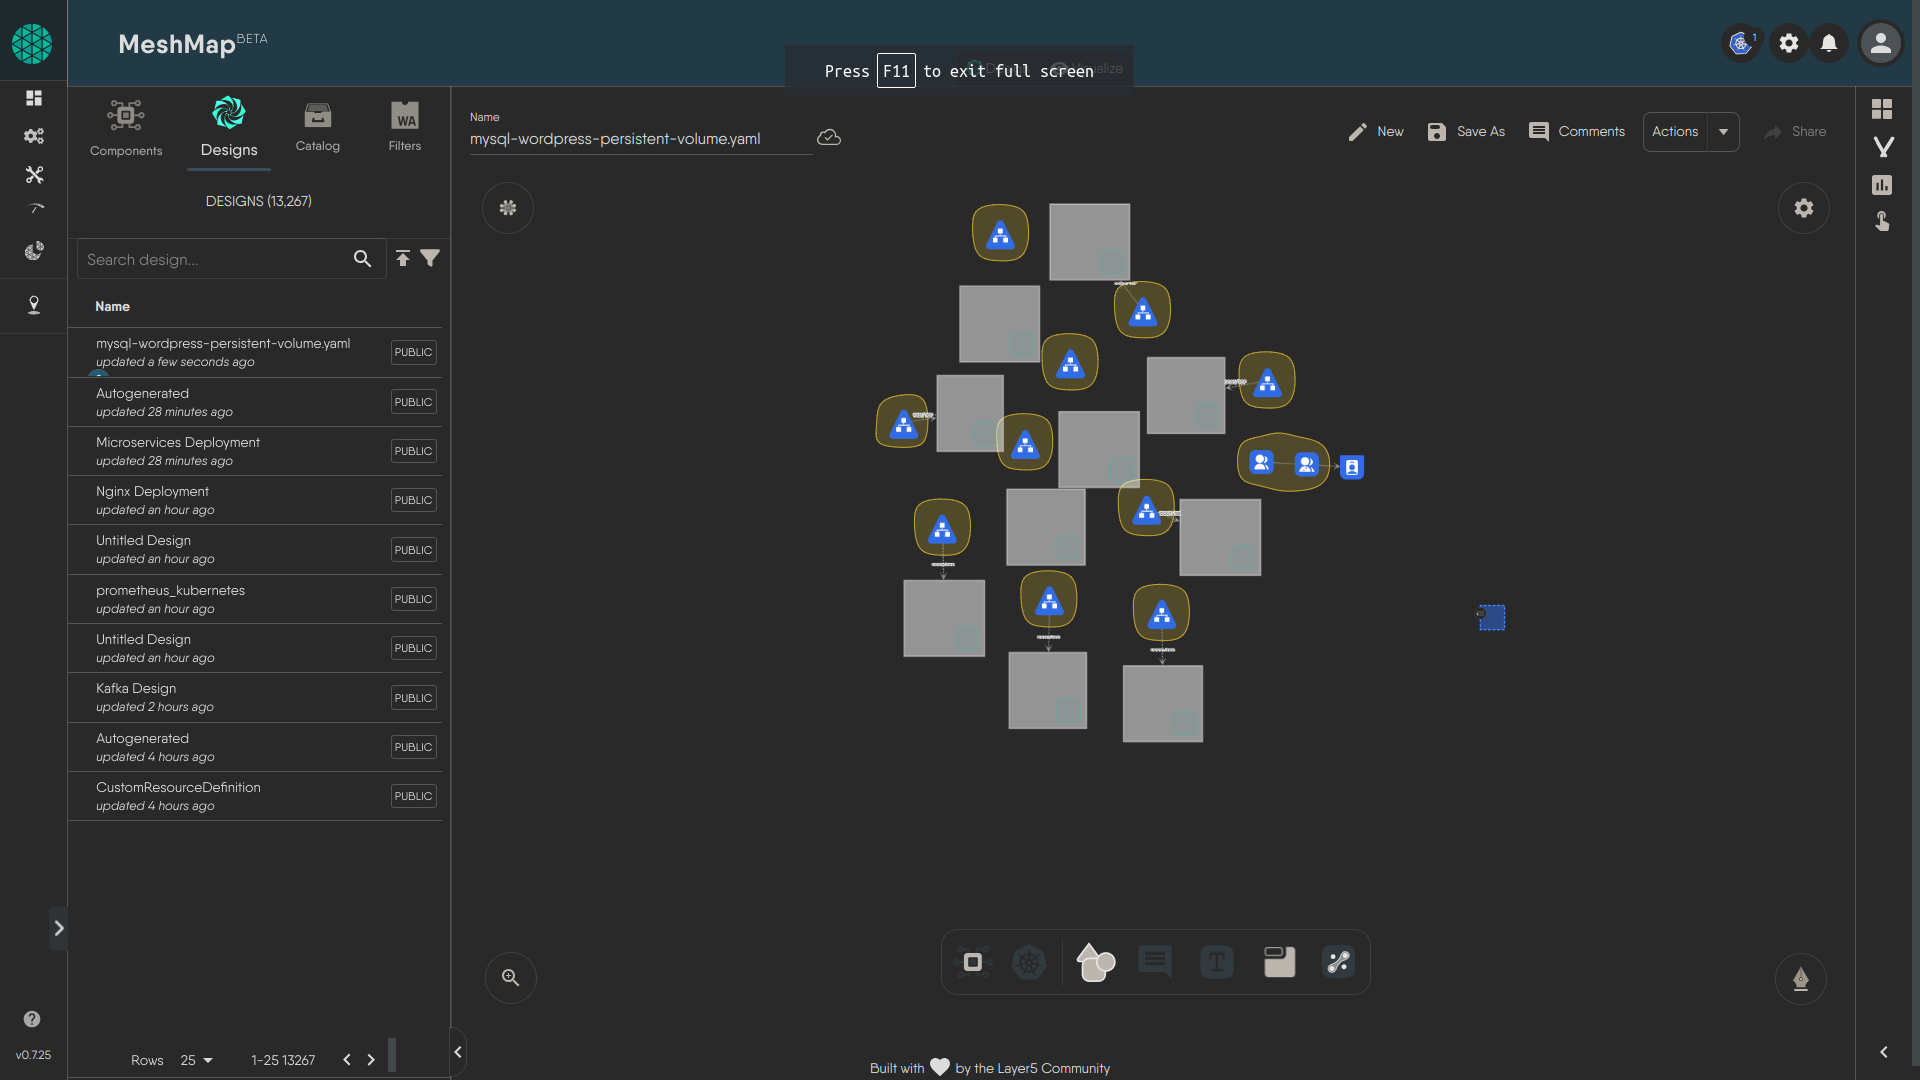 MeshMap BETA
Press F11 to exit full screen
1
Components
Designs
Catalog
WA
Filters
DESIGNS (13,267)
Search design...
Name
mysql-wordpress-persistent-volume.yaml
updated a few seconds ago
PUBLIC
Autogenerated
updated 28 minutes ago
PUBLIC
Microservices Deployment
updated 28 minutes ago
PUBLIC
Nginx Deployment
updated an hour ago
PUBLIC
Untitled Design
updated an hour ago
PUBLIC
prometheus_kubernetes
updated an hour ago
PUBLIC
Untitled Design
updated an hour ago
PUBLIC
Kafka Design
updated 2 hours ago
PUBLIC
Autogenerated
updated 4 hours ago
PUBLIC
CustomResourceDefinition
updated 4 hours ago
PUBLIC
Rows 25 1-25 13267
v0.7.25
Name
mysql-wordpress-persistent-volume.yaml
New
Save As
Comments
Actions
Share
T
Built with by the Layer5 Community